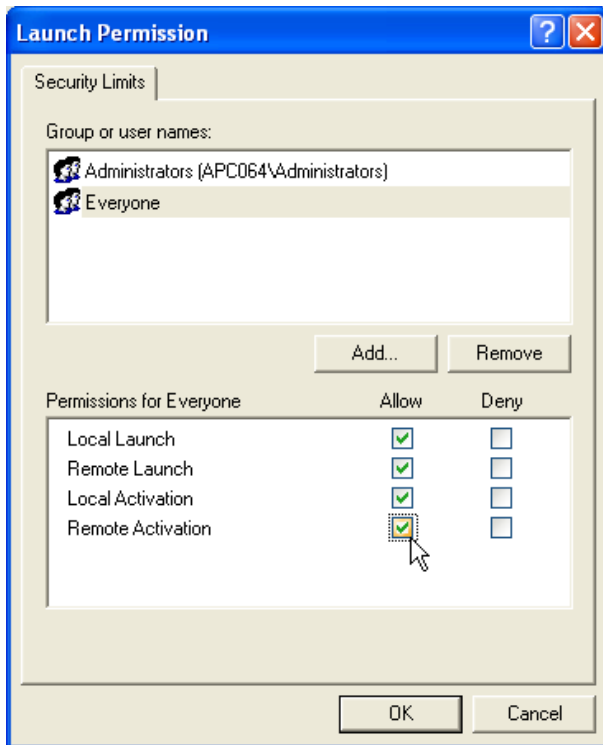 Launch Permission
Security Limits
Group or user names:
Administrators (APC064\Administrators)
Everyone
Add... Remove
Permissions for Everyone Allow Deny
Local Launch
Remote Launch
Local Activation
Remote Activation
OK Cancel